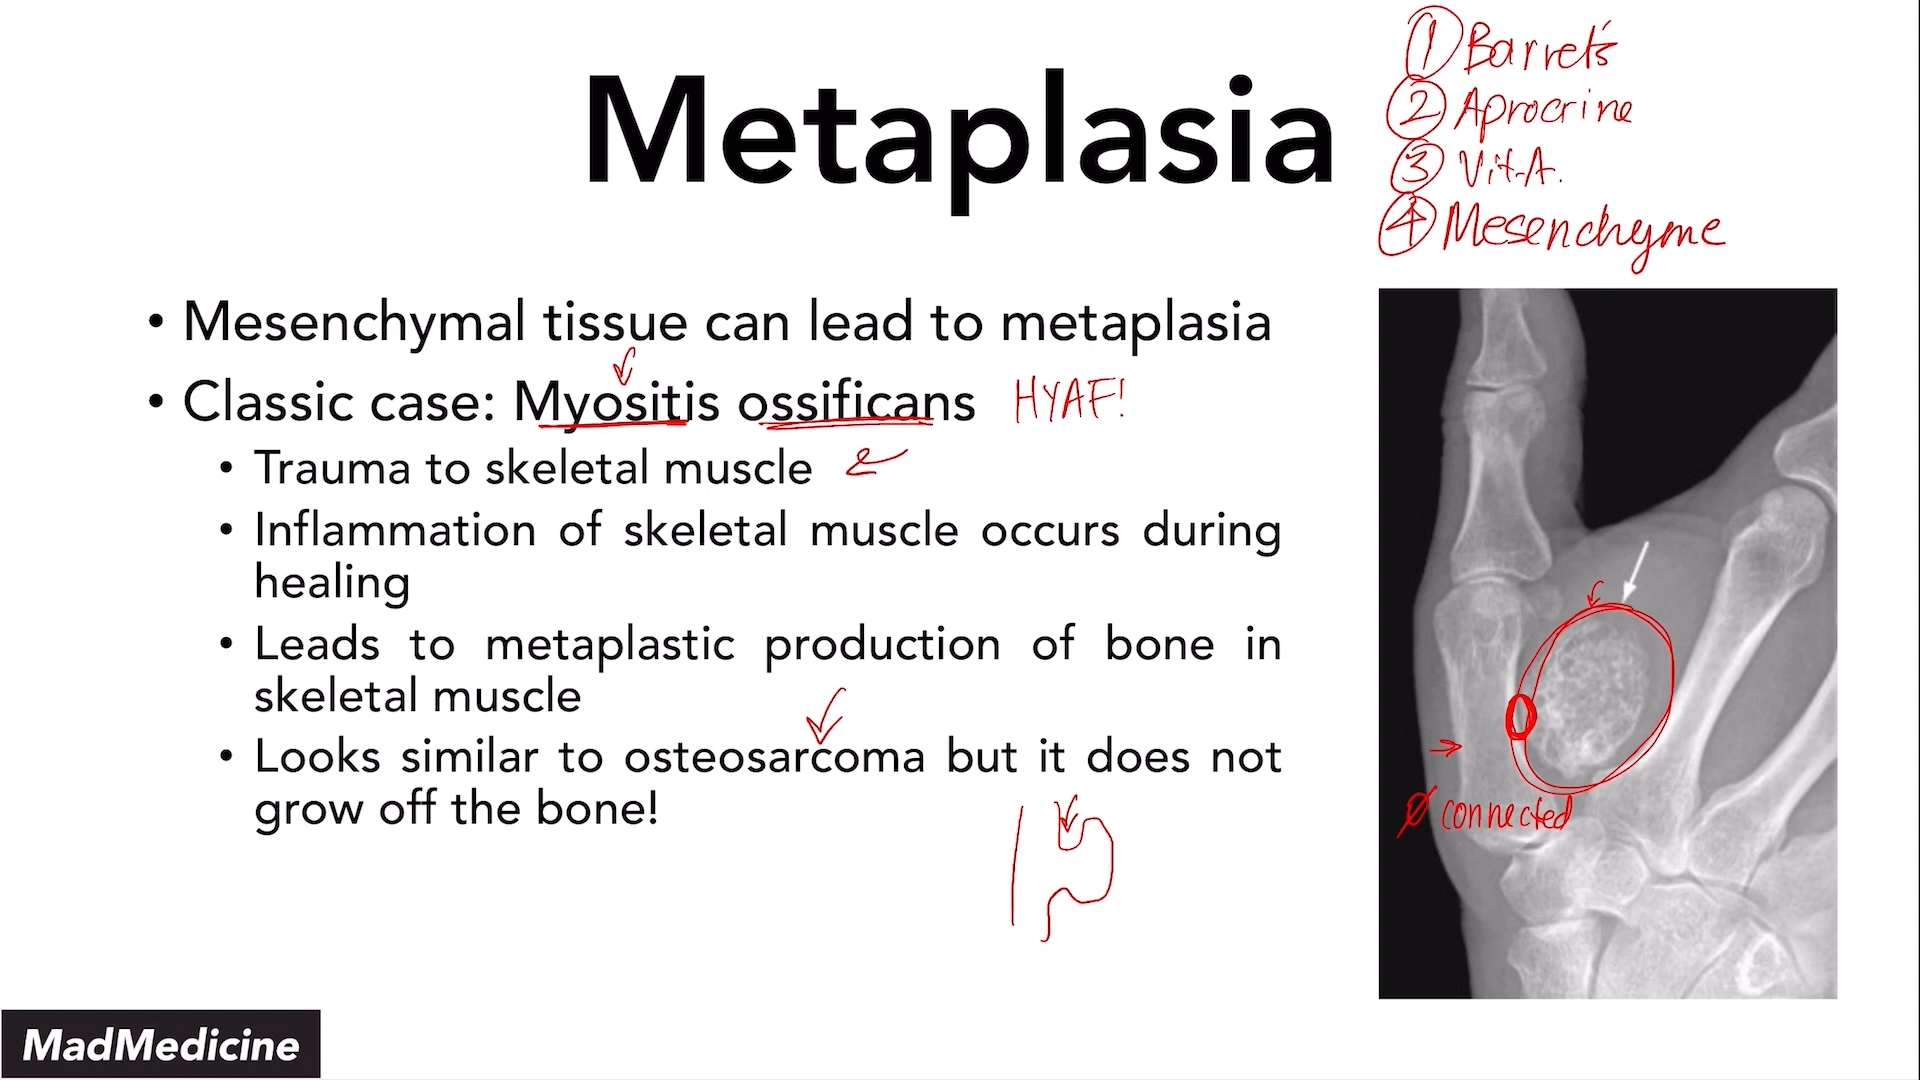 Metaplasia
① Barret's
② Aprocrine
③ Vit-A.
④ Mesenchyme
• Mesenchymal tissue can lead to metaplasia
• Classic case: Myositis ossificans HYAF!
• Trauma to skeletal muscle
• Inflammation of skeletal muscle occurs during
healing
• Leads to metaplastic production of bone in
skeletal muscle
• Looks similar to osteosarcoma but it does not
grow off the bone!
Ø connected
MadMedicine